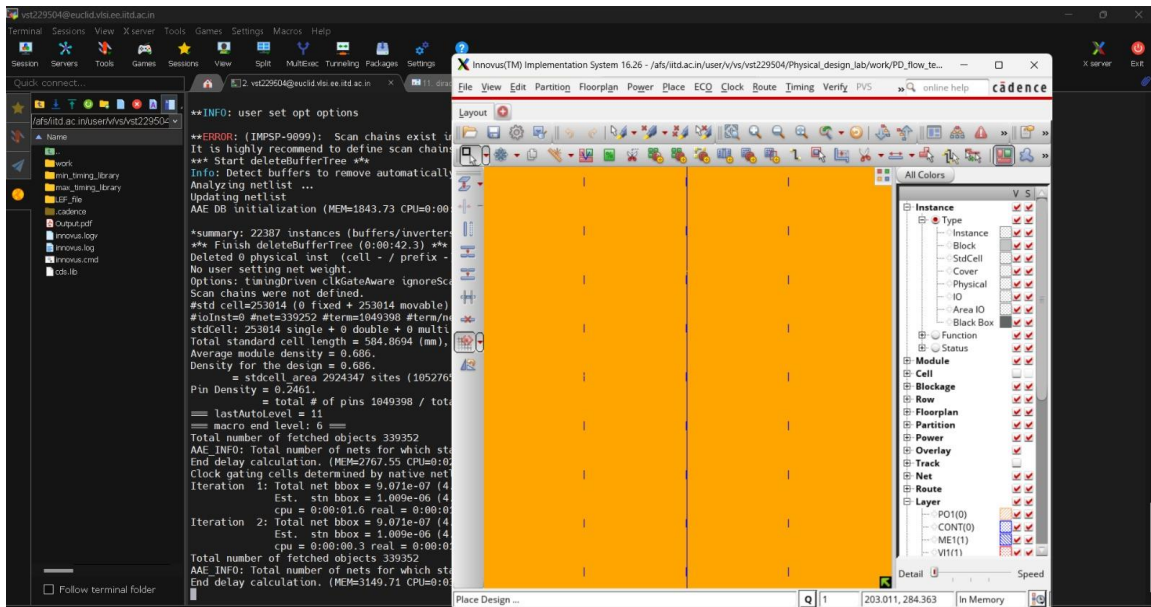 vst229504@euclid.vlsi.ee.iitd.ac.in
Terminal Sessions View X server Tools Games Settings Macros Help
Session Servers Tools Games Sessions View Split MultiExec Tunneling Packages Settings
X server Exit
Quick connect...
2. vst229504@euclid.vlsi.ee.iitd.ac.in
/afs/iitd.ac.in/user/v/vs/vst22950
Name
..
work
min_timing_library
max_timing_library
LEF_file
.cadence
Output.pdf
innovus.logv
innovus.log
innovus.cmd
cds.lib
Follow terminal folder
**INFO: user set opt options
**ERROR: (IMPSP-9099): Scan chains exist i
It is highly recommend to define scan chain
*** Start deleteBufferTree ***
Info: Detect buffers to remove automatically
Analyzing netlist ...
Updating netlist
AAE DB initialization (MEM=1843.73 CPU=0:00
*summary: 22387 instances (buffers/inverter
*** Finish deleteBufferTree (0:00:42.3) ***
Deleted 0 physical inst (cell - / prefix -
No user setting net weight.
Options: timingDriven clkGateAware ignoreSc
Scan chains were not defined.
#std cell=253014 (0 fixed + 253014 movable)
#ioInst=0 #net=339252 #term=1049398 #term/ne
stdCell: 253014 single + 0 double + 0 multi
Total standard cell length = 584.8694 (mm),
Average module density = 0.686.
Density for the design = 0.686.
= stdcell_area 2924347 sites (105276
Pin Density = 0.2461.
= total # of pins 1049398 / tota
=== lastAutoLevel = 11
=== macro end level: 6 ===
Total number of fetched objects 339352
AAE_INFO: Total number of nets for which sta
End delay calculation. (MEM=2767.55 CPU=0:0
Clock gating cells determined by native net
Iteration 1: Total net bbox = 9.071e-07 (4.
Est. stn bbox = 1.009e-06 (4.
cpu = 0:00:01.6 real = 0:00:0
Iteration 2: Total net bbox = 9.071e-07 (4.
Est. stn bbox = 1.009e-06 (4.
cpu = 0:00:00.3 real = 0:00:0
Total number of fetched objects 339352
AAE_INFO: Total number of nets for which sta
End delay calculation. (MEM=3149.71 CPU=0:0
Innovus(TM) Implementation System 16.26 - /afs/iitd.ac.in/user/v/vs/vst229504/Physical_design_lab/work/PD_flow_te...
File View Edit Partition Floorplan Power Place ECO Clock Route Timing Verify PVS » online help cādence
Layout
All Colors
V S
Instance
Type
Instance
Block
StdCell
Cover
Physical
IO
Area IO
Black Box
Function
Status
Module
Cell
Blockage
Row
Floorplan
Partition
Power
Overlay
Track
Net
Route
Layer
PO1(0)
CONT(0)
ME1(1)
VI1(1)
Detail Speed
Place Design ... Q 1 203.011, 284.363 In Memory